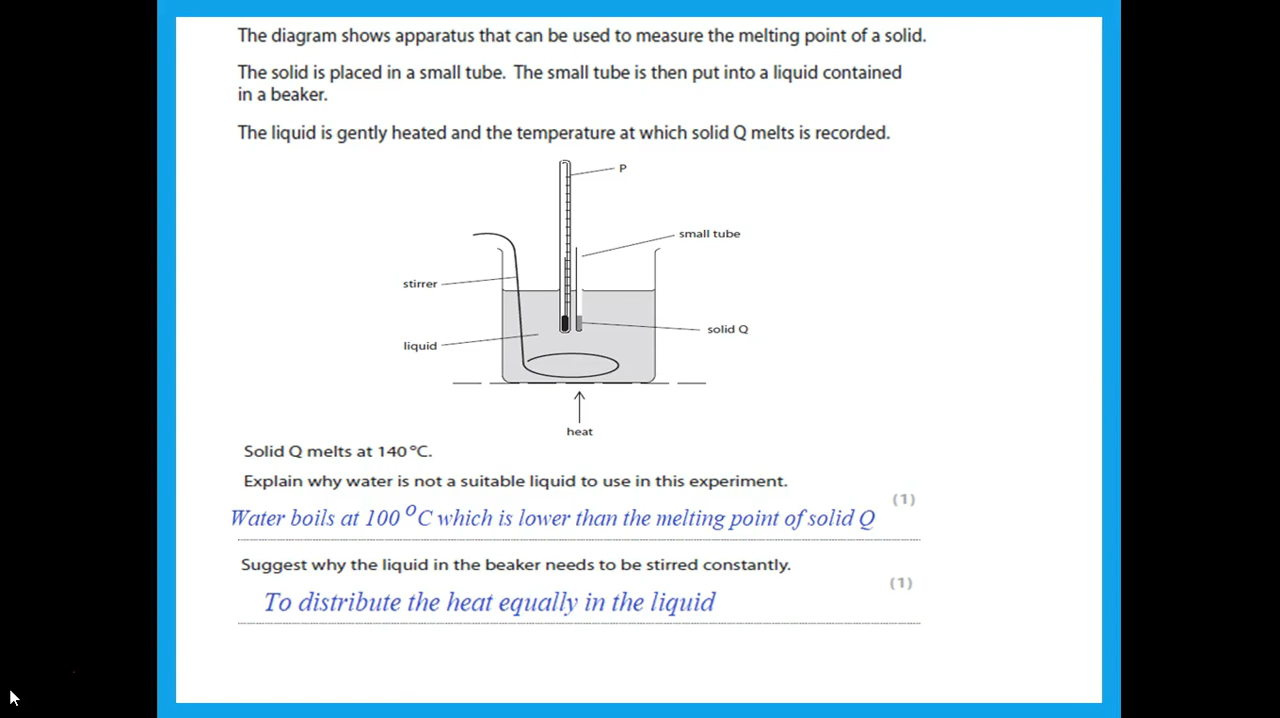 The diagram shows apparatus that can be used to measure the melting point of a solid.
The solid is placed in a small tube. The small tube is then put into a liquid contained
in a beaker.
The liquid is gently heated and the temperature at which solid Q melts is recorded.
P
small tube
stirrer
solid Q
liquid
heat
Solid Q melts at 140 °C.
Explain why water is not a suitable liquid to use in this experiment.
(1)
Water boils at 100 °C which is lower than the melting point of solid Q
Suggest why the liquid in the beaker needs to be stirred constantly.
(1)
To distribute the heat equally in the liquid